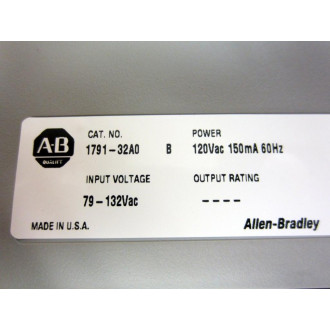 A-B
QUALITY
CAT. NO. POWER
1791-32A0 B 120Vac 150mA 60Hz
INPUT VOLTAGE OUTPUT RATING
79-132Vac ----
MADE IN U.S.A. Allen-Bradley